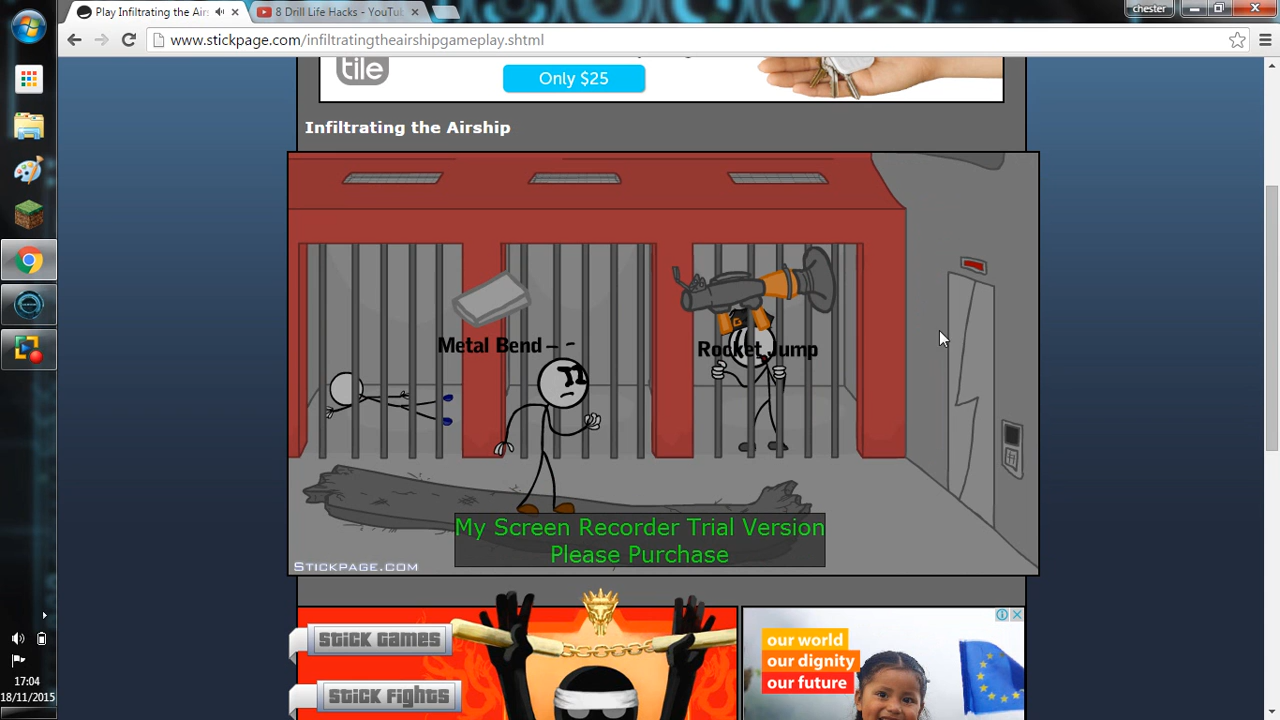 Play Infiltrating the Air:
8 Drill Life Hacks - YouTub
chester
www.stickpage.com/infiltratingtheairshipgameplay.shtml
tile
Only $25
Infiltrating the Airship
Metal Bend--
Rocket Jump
My Screen Recorder Trial Version
Please Purchase
STICKPAGE.COM
STICK GAMES
STICK FIGHTS
our world
our dignity
our future
17:04
18/11/2015